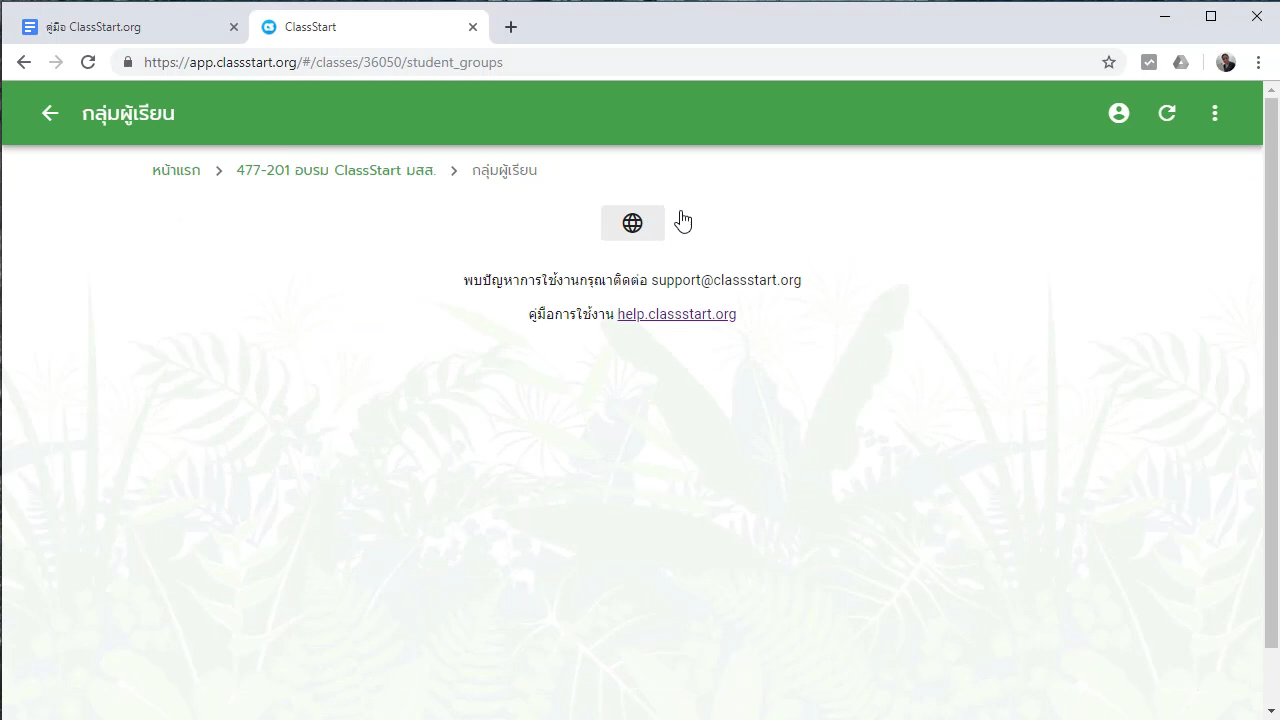 คู่มือ ClassStart.org
ClassStart
https://app.classstart.org/#/classes/36050/student_groups
กลุ่มผู้เรียน
หน้าแรก > 477-201 อบรม ClassStart มสส. > กลุ่มผู้เรียน
พบปัญหาการใช้งานกรุณาติดต่อ support@classstart.org
คู่มือการใช้งาน help.classstart.org